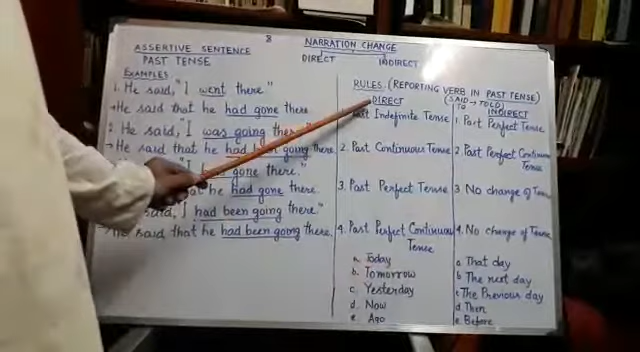 8
NARRATION CHANGE
DIRECT INDIRECT
ASSERTIVE SENTENCE
PAST TENSE
EXAMPLES
1. He said, "I went there"
→He said that he had gone there
2. He said, "I was going there"
→He said that he had been going there.
gone there."
that he had gone there.
said, I had been going there."
→He said that he had been going there.
RULES. (REPORTING VERB IN PAST TENSE)
(SAID → TOLD)
TO
DIRECT INDIRECT
Past Indefinite Tense 1. Past Perfect Tense
2. Past Continuous Tense 2 Past Perfect Continuous Tense
3. Past Perfect Tense 3 No change of Tense
4. Past Perfect Continuous Tense 4. No change of Tense
a. Today a. That day
b. Tomorrow b The next day
c. Yesterday c The Previous day
d. Now d Then
e. Ago e. Before